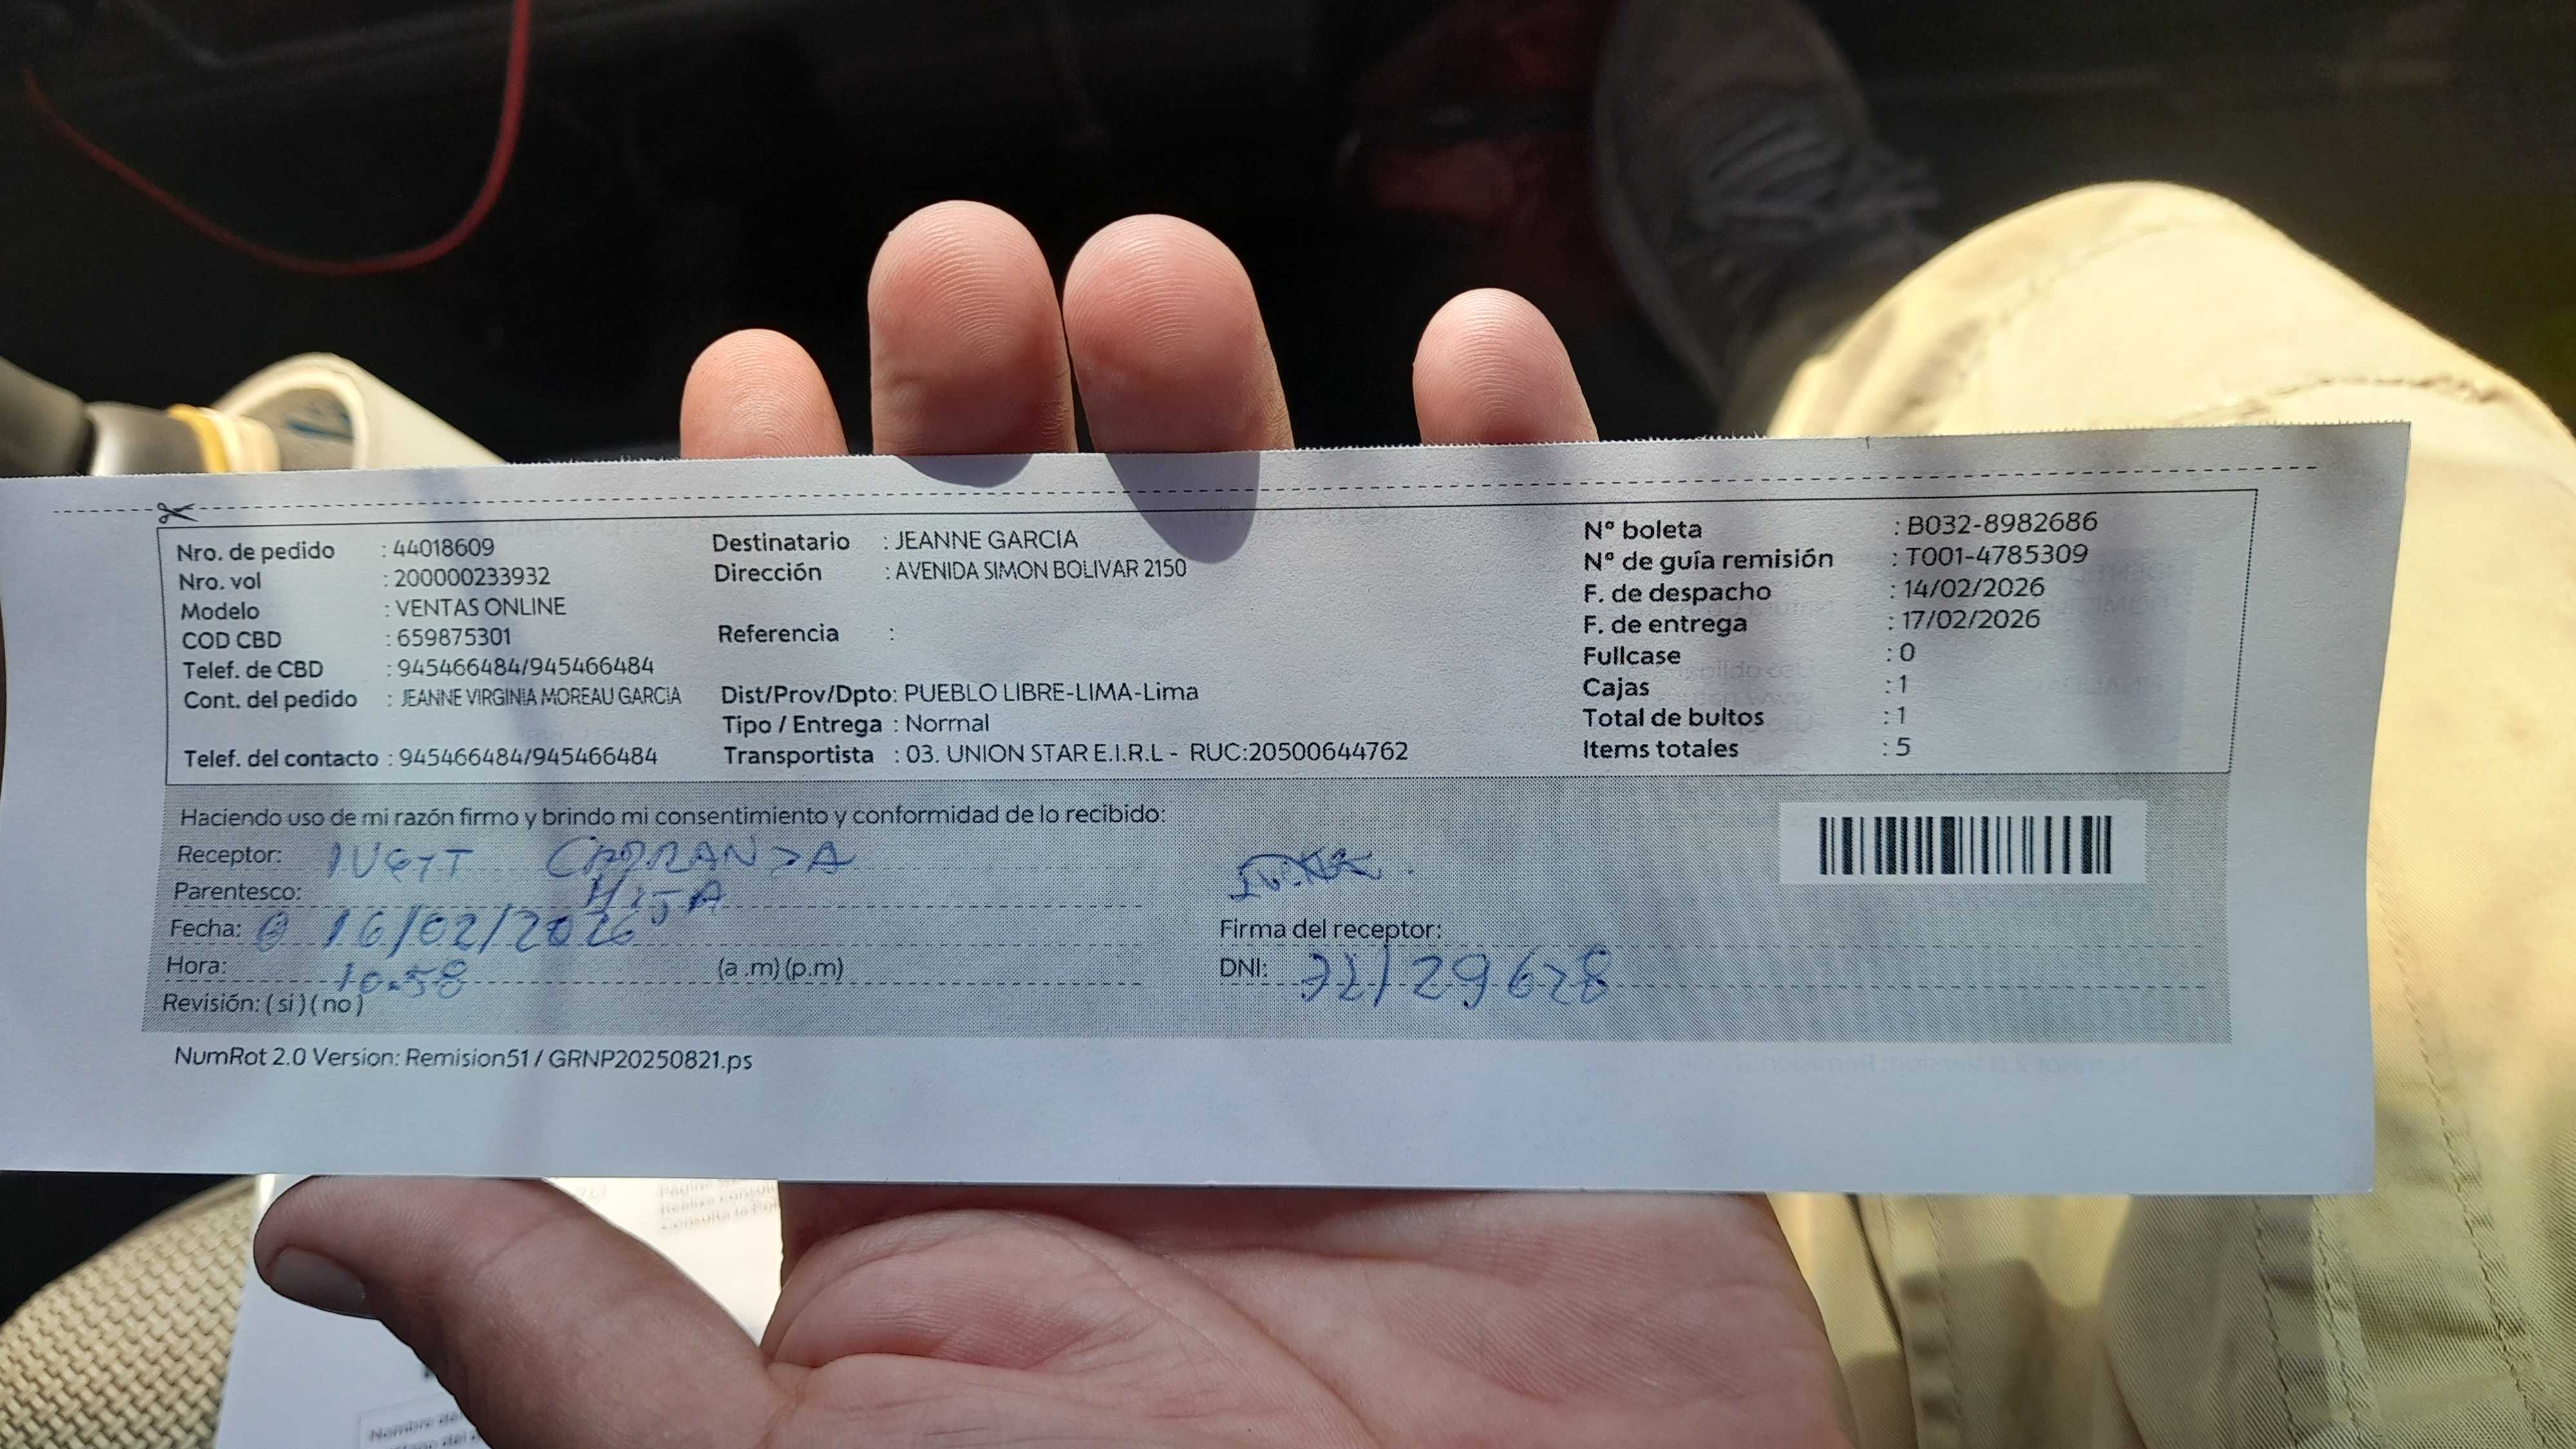 Nro. de pedido : 44018609
Nro. vol : 200000233932
Modelo : VENTAS ONLINE
COD CBD : 659875301
Telef. de CBD : 945466484/945466484
Cont. del pedido : JEANNE VIRGINIA MOREAU GARCIA
Telef. del contacto : 945466484/945466484
Destinatario : JEANNE GARCIA
Dirección : AVENIDA SIMON BOLIVAR 2150
Referencia :
Dist/Prov/Dpto: PUEBLO LIBRE-LIMA-Lima
Tipo / Entrega : Normal
Transportista : 03. UNION STAR E.I.R.L - RUC:20500644762
Nº boleta : B032-8982686
Nº de guía remisión : T001-4785309
F. de despacho : 14/02/2026
F. de entrega : 17/02/2026
Fullcase : 0
Cajas : 1
Total de bultos : 1
Items totales : 5
Haciendo uso de mi razón firmo y brindo mi consentimiento y conformidad de lo recibido:
Receptor:
Parentesco: HIJA
Fecha: 16/02/2026
Hora: 10:58 (a .m) (p.m)
Revisión: ( si ) ( no )
Firma del receptor:
DNI:
NumRot 2.0 Version: Remision51 / GRNP20250821.ps